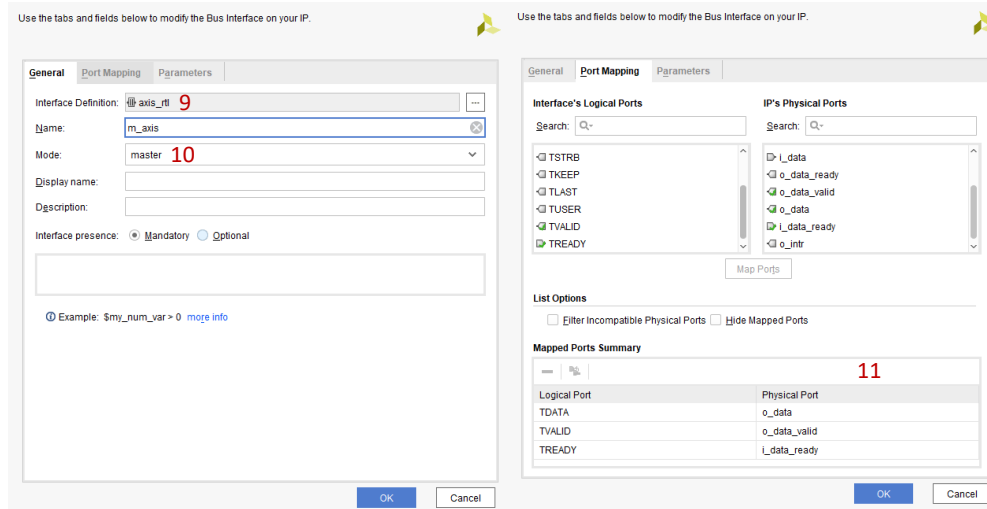 Use the tabs and fields below to modify the Bus Interface on your IP.
General Port Mapping Parameters
Interface Definition: axis_rtl 9 ...
Name: m_axis
Mode: master 10
Display name:
Description:
Interface presence: Mandatory Optional
Example: $my_num_var > 0 more info
OK Cancel
Use the tabs and fields below to modify the Bus Interface on your IP.
General Port Mapping Parameters
Interface's Logical Ports IP's Physical Ports
Search: Search:
TSTRB i_data
TKEEP o_data_ready
TLAST o_data_valid
TUSER o_data
TVALID i_data_ready
TREADY o_intr
Map Ports
List Options
Filter Incompatible Physical Ports Hide Mapped Ports
Mapped Ports Summary
11
Logical Port Physical Port
TDATA o_data
TVALID o_data_valid
TREADY i_data_ready
OK Cancel